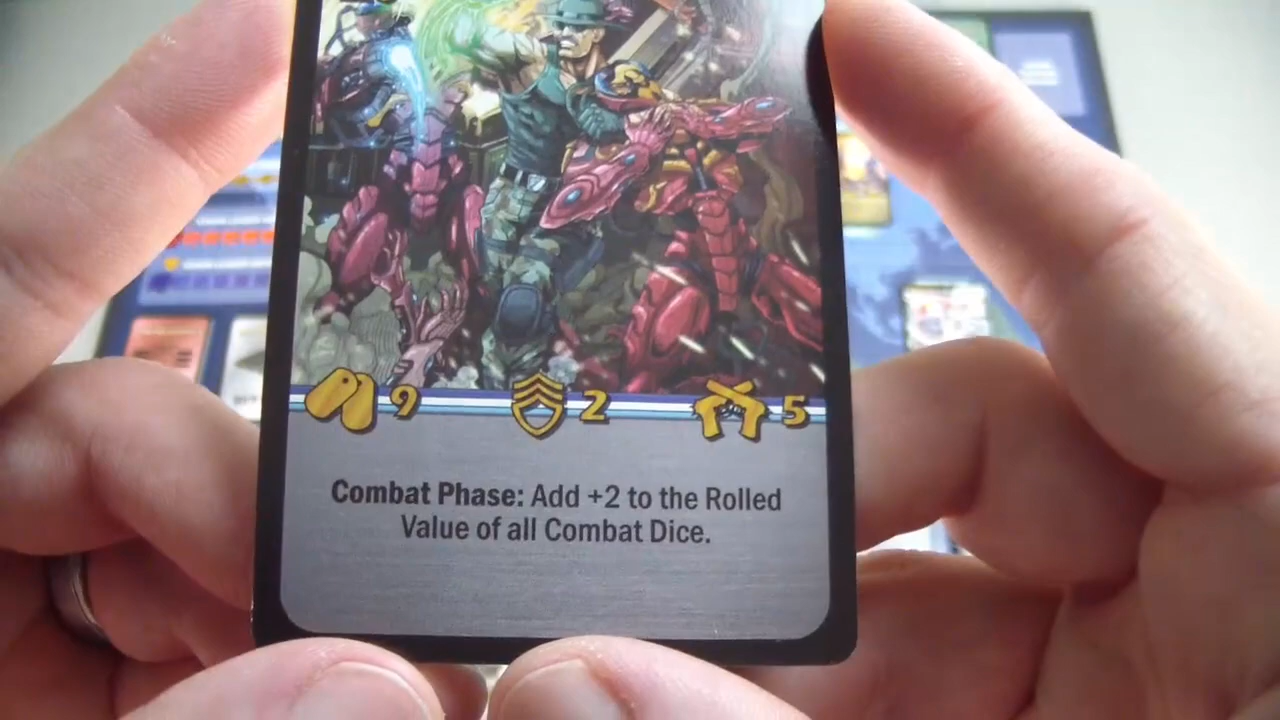 9 2 5
Combat Phase: Add +2 to the Rolled
Value of all Combat Dice.